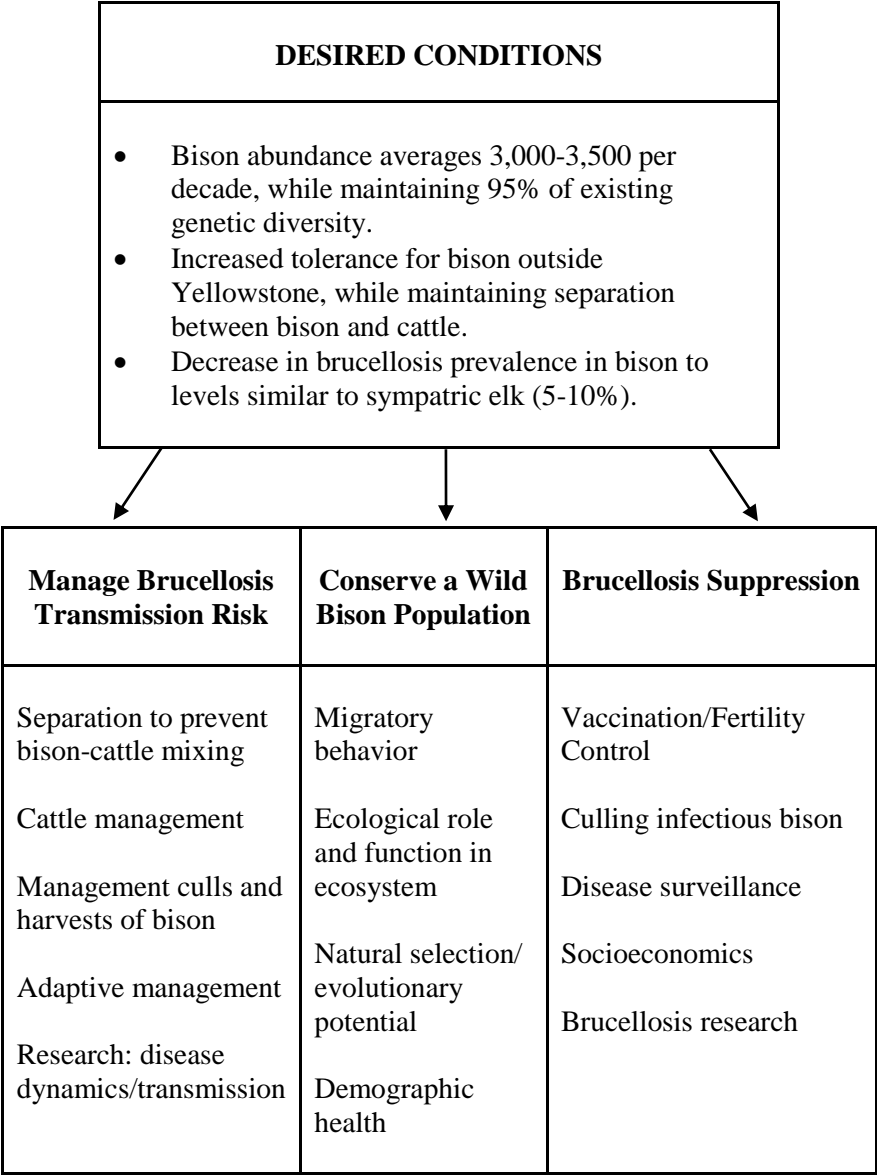 DESIRED CONDITIONS
• Bison abundance averages 3,000-3,500 per
decade, while maintaining 95% of existing
genetic diversity.
• Increased tolerance for bison outside
Yellowstone, while maintaining separation
between bison and cattle.
• Decrease in brucellosis prevalence in bison to
levels similar to sympatric elk (5-10%).
Manage Brucellosis
Transmission Risk
Separation to prevent
bison-cattle mixing
Cattle management
Management culls and
harvests of bison
Adaptive management
Research: disease
dynamics/transmission
Conserve a Wild
Bison Population
Migratory
behavior
Ecological role
and function in
ecosystem
Natural selection/
evolutionary
potential
Demographic
health
Brucellosis Suppression
Vaccination/Fertility
Control
Culling infectious bison
Disease surveillance
Socioeconomics
Brucellosis research